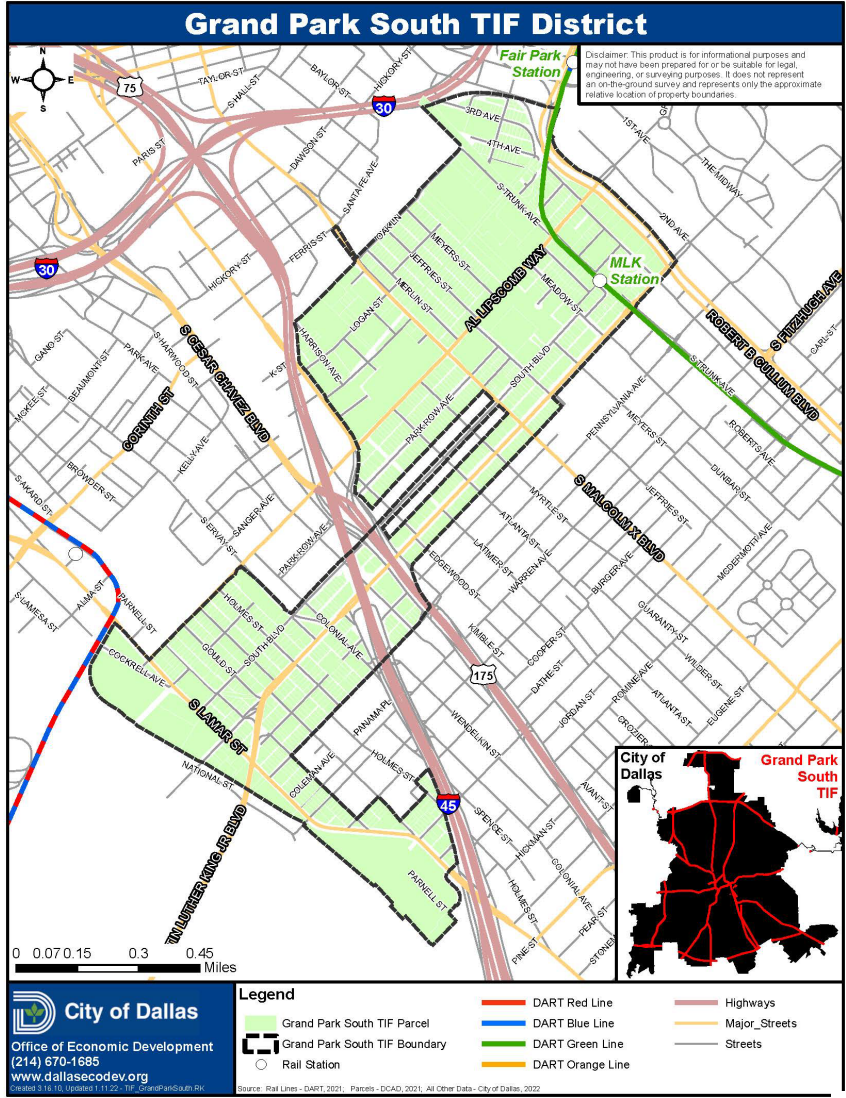 Grand Park South TIF District
Disclaimer: This product is for informational purposes and
may not have been prepared for or be suitable for legal,
engineering, or surveying purposes. It does not represent
an on-the-ground survey and represents only the approximate
relative location of property boundaries.
N
W E
S
Fair Park
Station
75
30
TAYLOR ST
S HALL ST
BAYLOR ST
HICKORY ST
3RD AVE
4TH AVE
1ST AVE
THE MIDWAY
2ND AVE
PARIS ST
DAWSON ST
SANTA FE AVE
S TRUNK AVE
OAK LN
FERRIS ST
HICKORY ST
30
MEYERS ST
JEFFRIES ST
MERLIN ST
LOGAN ST
AL LIPSCOMB WAY
MEADOW ST
MLK
Station
S FITZHUGH AVE
CARL ST
ROBERT B CULLUM BLVD
HARRISON AVE
K ST
SOUTH BLVD
S TRUNK AVE
GANO ST
PARK AVE
S HARWOOD ST
BEAUMONT ST
MCKEE ST
S CESAR CHAVEZ BLVD
CORINTH ST
KELLY AVE
PARK ROW AVE
PENNSYLVANIA AVE
MEYERS ST
ROBERTS AVE
DUNBAR ST
JEFFRIES ST
BROWDER ST
S AKARD ST
S ERVAY ST
SANGER AVE
PARK ROW AVE
S MALCOLM X BLVD
MYRTLE ST
ATLANTA ST
LATIMER ST
WARREN AVE
EDGEWOOD ST
BURGER AVE
MCDERMOTT AVE
S LAMESA ST
ALMA ST
PARNELL ST
HOLMES ST
GOULD ST
SOUTH BLVD
COLONIAL AVE
KIMBLE ST
COOPER ST
DATHE ST
GUARANTY ST
WILDER ST
EUGENE ST
ROMINE AVE
ATLANTA ST
JORDAN ST
CROZIER
175
COCKRELL AVE
S LAMAR ST
PANAMA PL
WENDELKIN ST
NATIONAL ST
COLEMAN AVE
HOLMES ST
45
SPENCE ST
HICKMAN ST
AVANT ST
COLONIAL AVE
PEAR ST
HOLMES ST
PINE ST
STONEM
PARNELL ST
TIN LUTHER KING JR BLVD
City of
Dallas
Grand Park
South
TIF
0 0.07 0.15 0.3 0.45
Miles
City of Dallas
Office of Economic Development
(214) 670-1685
www.dallasecodev.org
Created 3.16.10, Updated 1.11.22 - TIF_GrandParkSouth.RK
Legend
Grand Park South TIF Parcel
Grand Park South TIF Boundary
Rail Station
DART Red Line
DART Blue Line
DART Green Line
DART Orange Line
Highways
Major_Streets
Streets
Source: Rail Lines - DART, 2021; Parcels - DCAD, 2021; All Other Data - City of Dallas, 2022